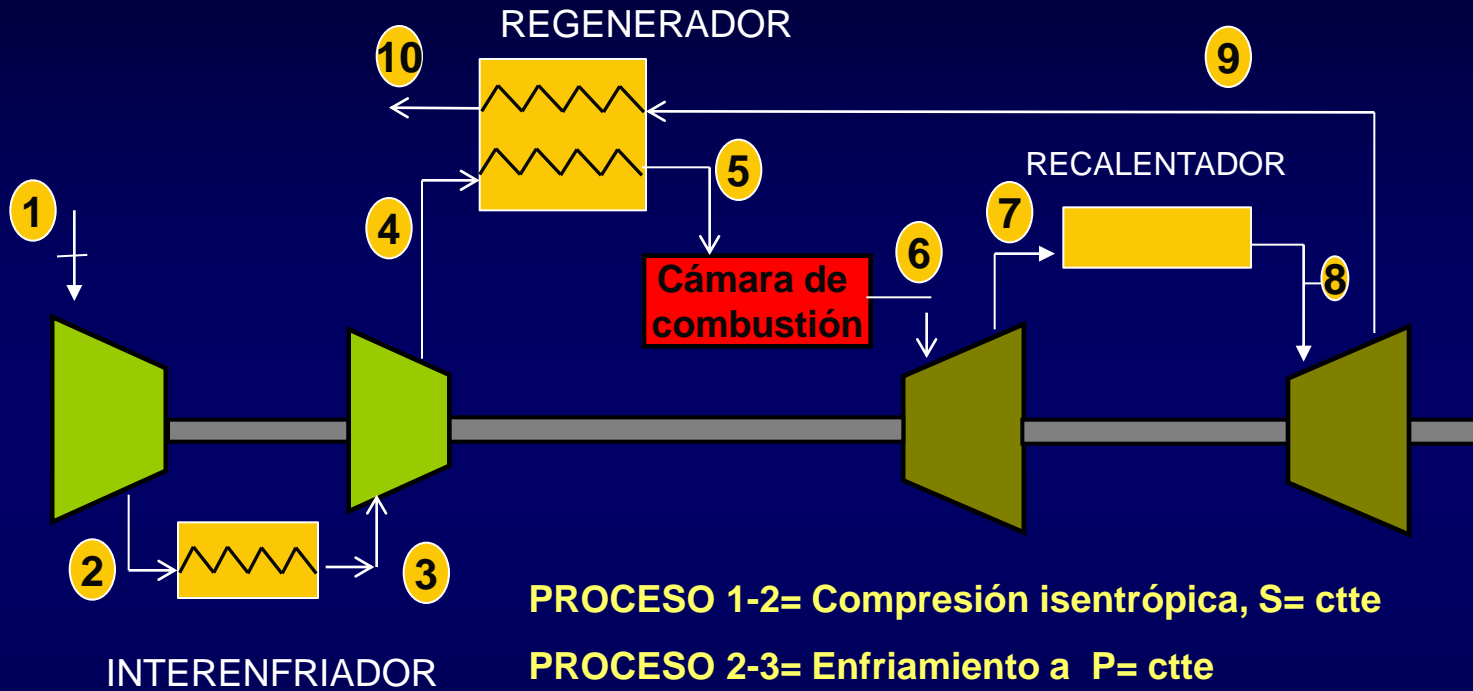 REGENERADOR
10
9
RECALENTADOR
5
1
7
4
6
8
Cámara de
combustión
2
3
PROCESO 1-2= Compresión isentrópica, S= ctte
INTERENFRIADOR
PROCESO 2-3= Enfriamiento a P= ctte